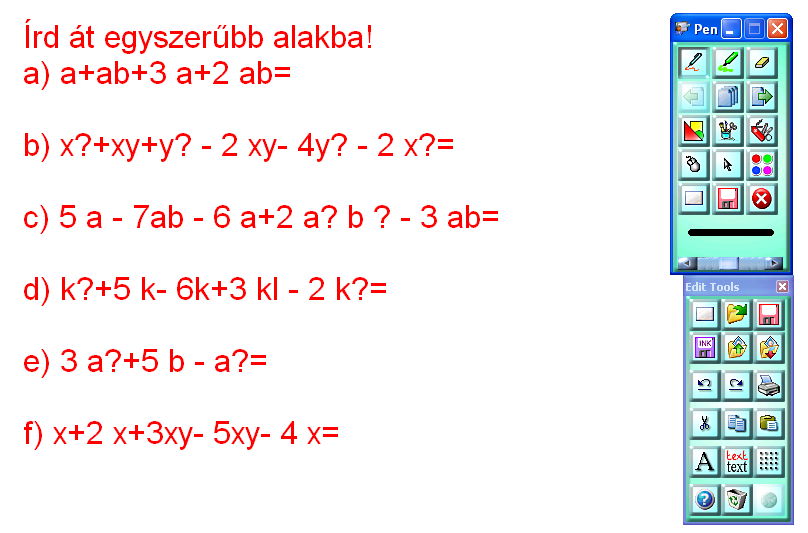 Írd át egyszerűbb alakba!
a) a+ab+3 a+2 ab=
b) x?+xy+y? - 2 xy- 4y? - 2 x?=
c) 5 a - 7ab - 6 a+2 a? b ? - 3 ab=
d) k?+5 k- 6k+3 kl - 2 k?=
e) 3 a?+5 b - a?=
f) x+2 x+3xy- 5xy- 4 x=
Pen
Edit Tools
INK
A
text
text